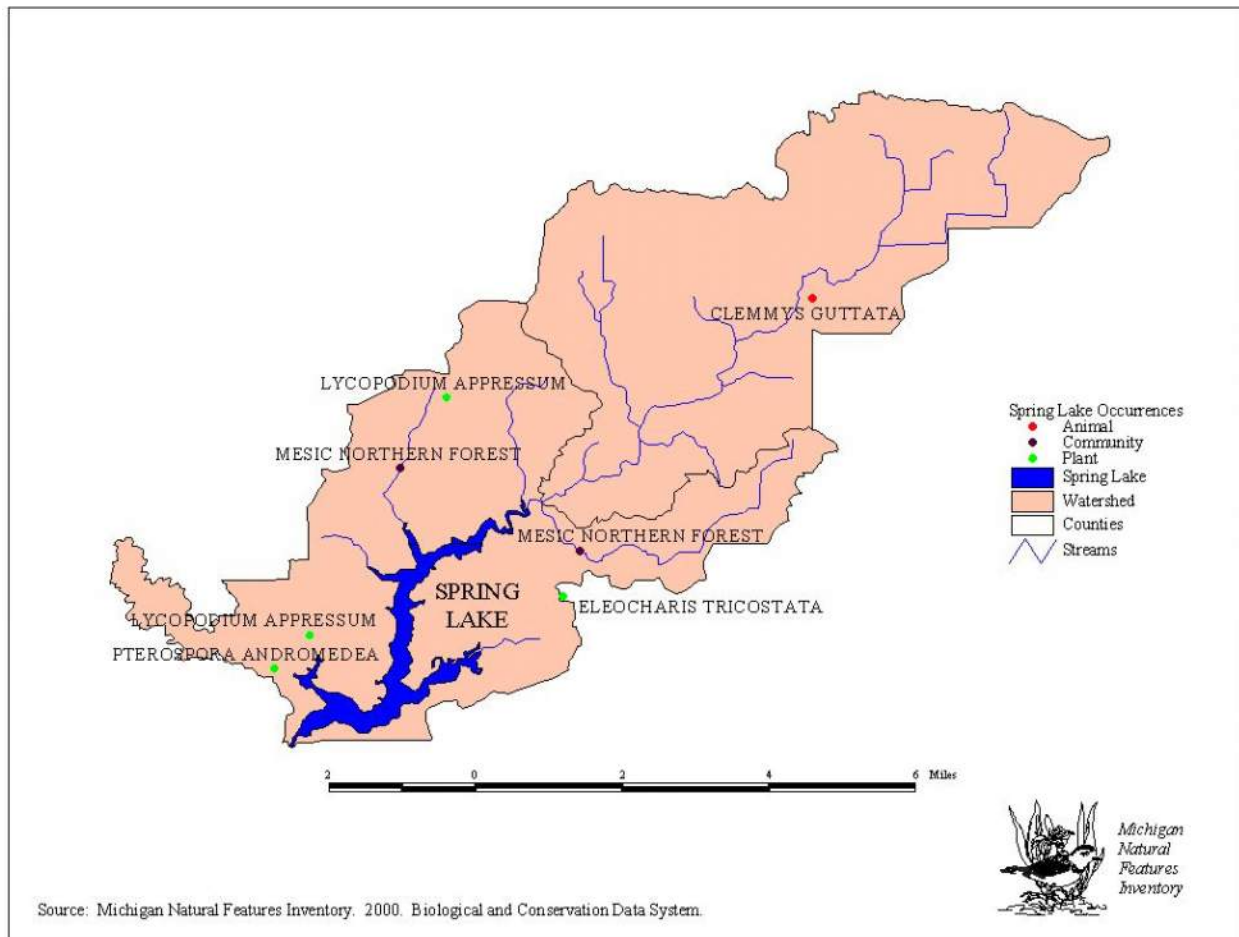 CLEMMYS GUTTATA
LYCOPODIUM APPRESSUM
MESIC NORTHERN FOREST
MESIC NORTHERN FOREST
SPRING
LAKE
ELEOCHARIS TRICOSTATA
LYCOPODIUM APPRESSUM
PTEROSPORA ANDROMEDEA
Spring Lake Occurrences
Animal
Community
Plant
Spring Lake
Watershed
Counties
Streams
2 0 2 4 6 Miles
Michigan
Natural
Features
Inventory
Source: Michigan Natural Features Inventory. 2000. Biological and Conservation Data System.